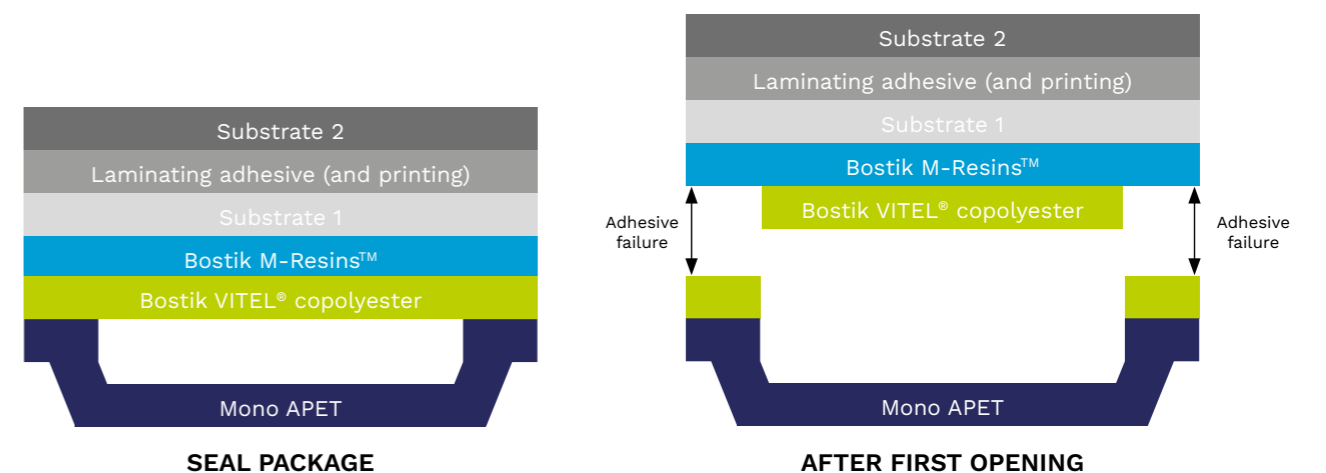 Substrate 2
Laminating adhesive (and printing)
Substrate 1
Bostik M-Resins™
Bostik VITEL® copolyester
Mono APET
SEAL PACKAGE
Substrate 2
Laminating adhesive (and printing)
Substrate 1
Bostik M-Resins™
Bostik VITEL® copolyester
Adhesive
failure
Adhesive
failure
Mono APET
AFTER FIRST OPENING